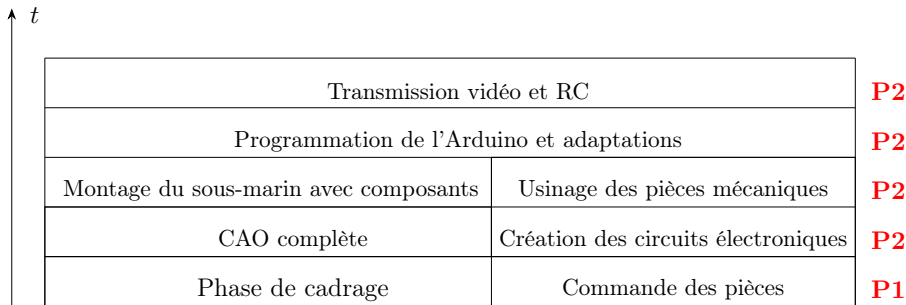 t
Transmission vidéo et RC P2
Programmation de l'Arduino et adaptations P2
Montage du sous-marin avec composants Usinage des pièces mécaniques P2
CAO complète Création des circuits électroniques P2
Phase de cadrage Commande des pièces P1